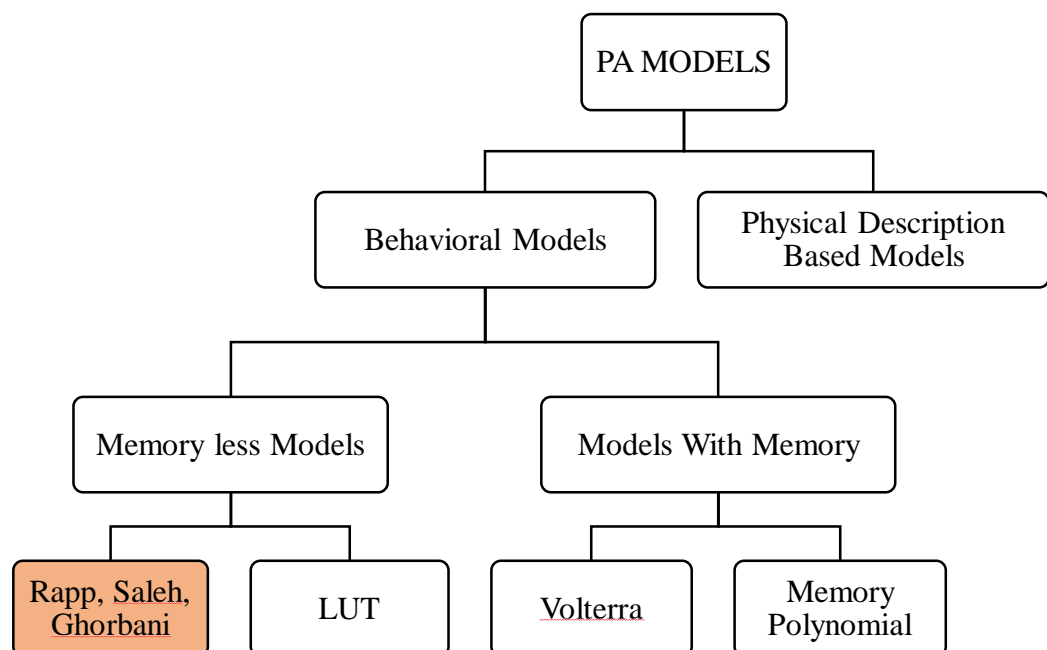 PA MODELS
Behavioral Models
Physical Description
Based Models
Memory less Models
Models With Memory
Rapp, Saleh,
Ghorbani
LUT
Volterra
Memory
Polynomial